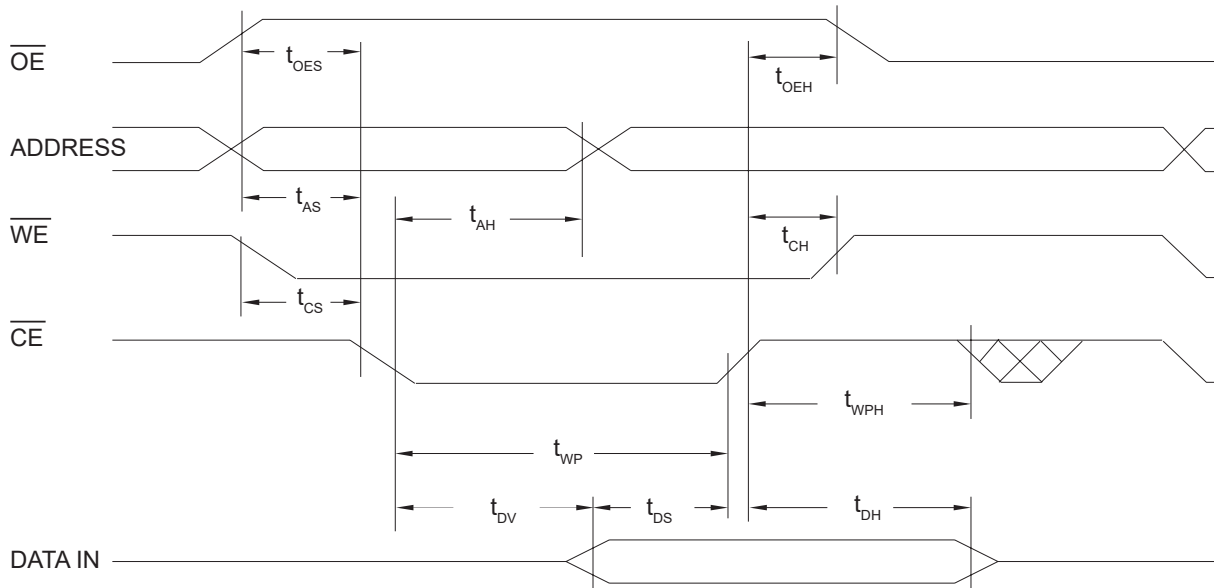 OE
tOES
tOEH
ADDRESS
tAS
tAH
WE
tCH
tCS
CE
tWPH
tWP
tDV
tDS
tDH
DATA IN